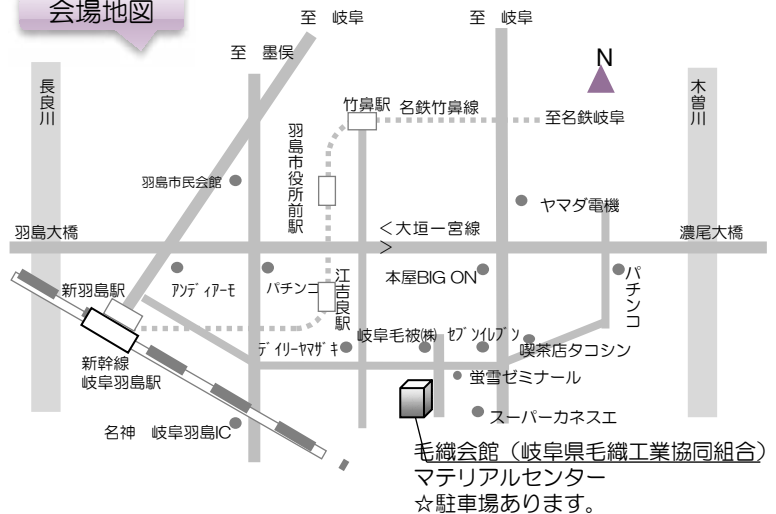 会場地図
至 岐阜
至 岐阜
至 墨俣
N
長良川
木曽川
竹鼻駅
名鉄竹鼻線
至名鉄岐阜
羽島市役所前駅
羽島市民会館
ヤマダ電機
羽島大橋
＜大垣一宮線＞
濃尾大橋
新羽島駅
ｱﾝﾃﾞｨｱｰﾓ
パチンコ
江吉良駅
本屋BIG ON
パチンコ
ﾃﾞｲﾘｰﾔﾏｻﾞｷ
岐阜毛被㈱
ｾﾌﾞﾝｲﾚﾌﾞﾝ
喫茶店タコシン
新幹線
岐阜羽島駅
蛍雪ゼミナール
名神 岐阜羽島IC
スーパーカネスエ
毛織会館（岐阜県毛織工業協同組合）
マテリアルセンター
☆駐車場あります。